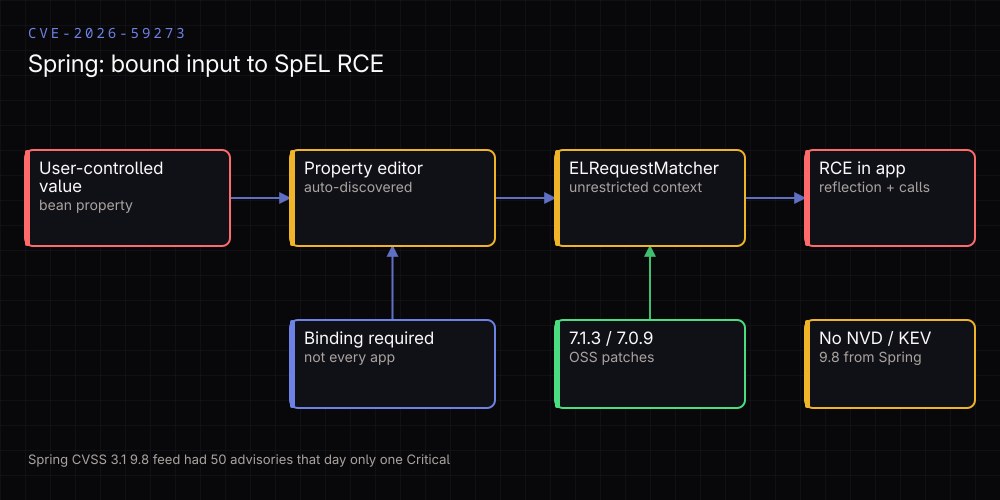 CVE-2026-59273
Spring: bound input to SpEL RCE
User-controlled
value
bean property
Property editor
auto-discovered
ELRequestMatcher
unrestricted context
RCE in app
reflection + calls
Binding required
not every app
7.1.3 / 7.0.9
OSS patches
No NVD / KEV
9.8 from Spring
Spring CVSS 3.1 9.8 feed had 50 advisories that day only one Critical